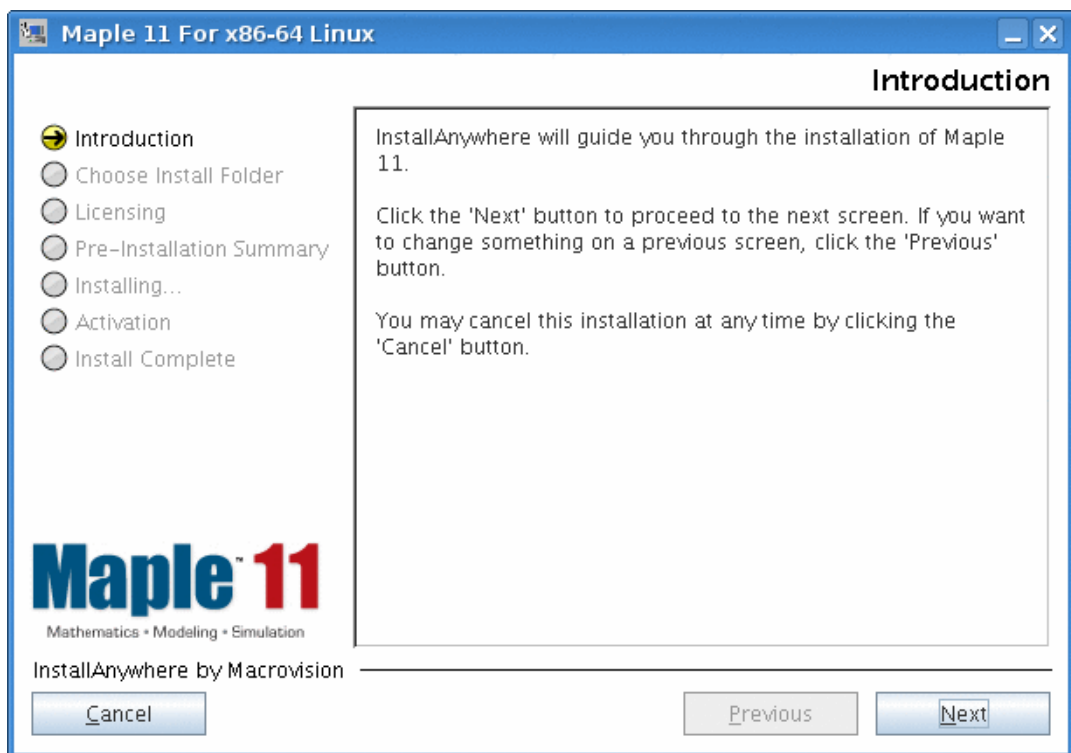 Maple 11 For x86-64 Linux
Introduction
Introduction
Choose Install Folder
Licensing
Pre-Installation Summary
Installing...
Activation
Install Complete
InstallAnywhere will guide you through the installation of Maple
11.
Click the 'Next' button to proceed to the next screen. If you want
to change something on a previous screen, click the 'Previous'
button.
You may cancel this installation at any time by clicking the
'Cancel' button.
Maple™ 11
Mathematics • Modeling • Simulation
InstallAnywhere by Macrovision
Cancel
Previous
Next